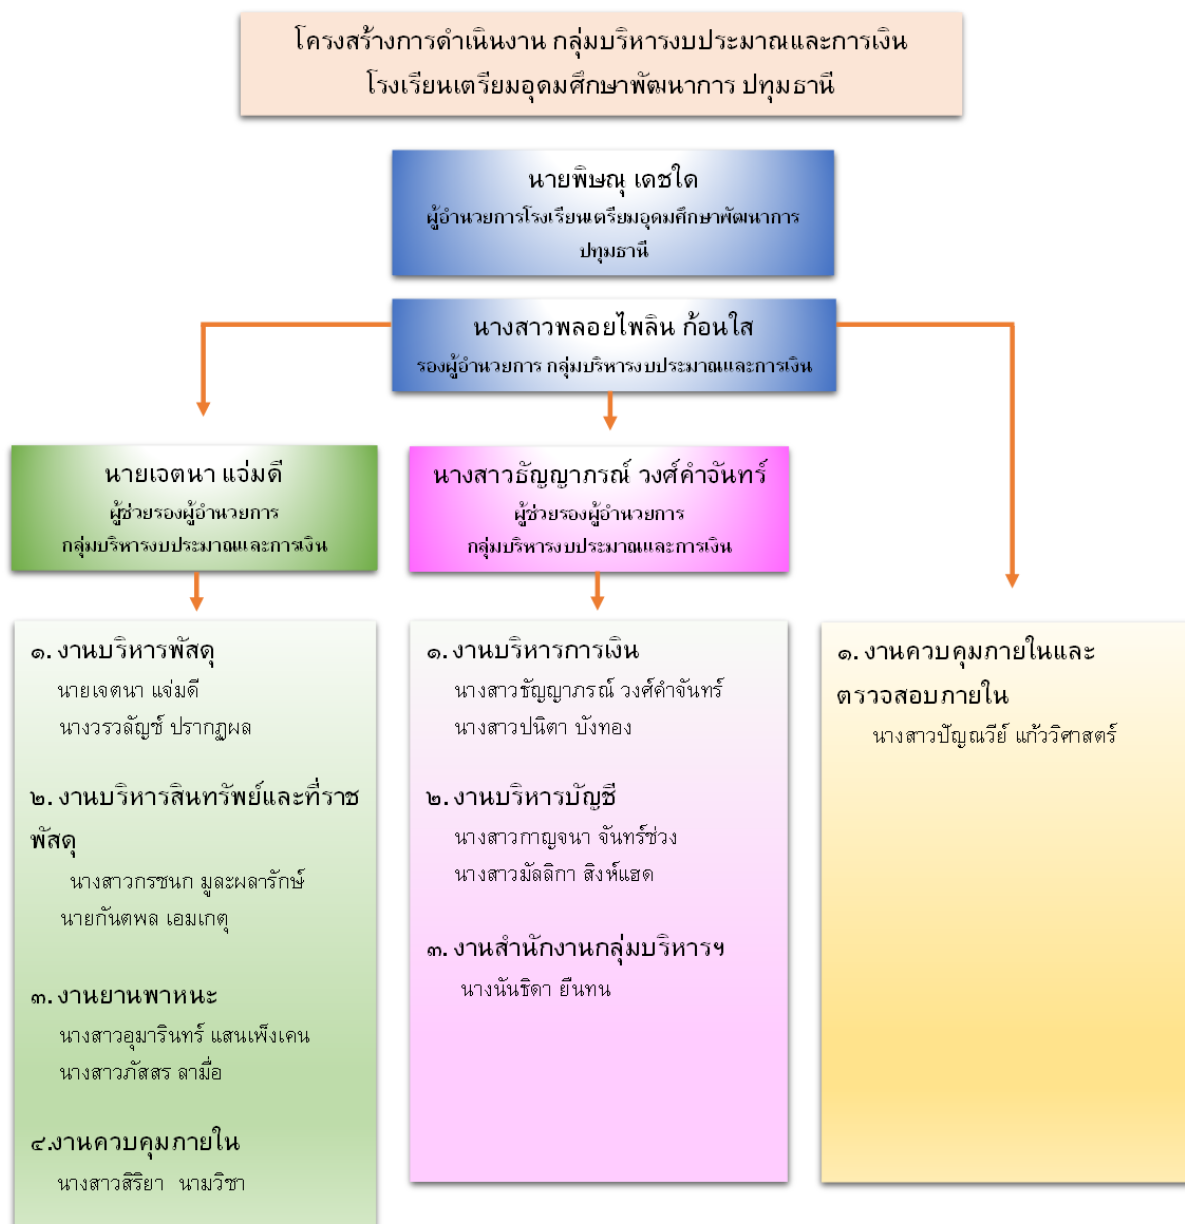 โครงสร้างการดำเนินงาน กลุ่มบริหารงบประมาณและการเงิน
โรงเรียนเตรียมอุดมศึกษาพัฒนาการ ปทุมธานี
นายพิษณุ เดชใด
ผู้อำนวยการโรงเรียนเตรียมอุดมศึกษาพัฒนาการ
ปทุมธานี
นางสาวพลอยไพลิน ก้อนใส
รองผู้อำนวยการ กลุ่มบริหารงบประมาณและการเงิน
นายเจตนา แจ่มดี
ผู้ช่วยรองผู้อำนวยการ
กลุ่มบริหารงบประมาณและการเงิน
นางสาวธัญญาภรณ์ วงศ์คำจันทร์
ผู้ช่วยรองผู้อำนวยการ
กลุ่มบริหารงบประมาณและการเงิน
๑. งานบริหารพัสดุ
นายเจตนา แจ่มดี
นางวรวลัญช์ ปรากฏผล
๒. งานบริหารสินทรัพย์และที่ราช
พัสดุ
นางสาวกรชนก มูละผลารักษ์
นายกันตพล เอมเกตุ
๓. งานยานพาหนะ
นางสาวอุมารินทร์ แสนเพ็งเคน
นางสาวภัสสร ลามื่อ
๔.งานควบคุมภายใน
นางสาวสิริยา นามวิชา
๑. งานบริหารการเงิน
นางสาวธัญญาภรณ์ วงศ์คำจันทร์
นางสาวปนิตา บังทอง
๒. งานบริหารบัญชี
นางสาวกาญจนา จันทร์ช่วง
นางสาวมัลลิกา สิงห์แฮด
๓. งานสำนักงานกลุ่มบริหารฯ
นางนันธิดา ยืนทน
๑. งานควบคุมภายในและ
ตรวจสอบภายใน
นางสาวปัญณวีย์ แก้ววิศาสตร์